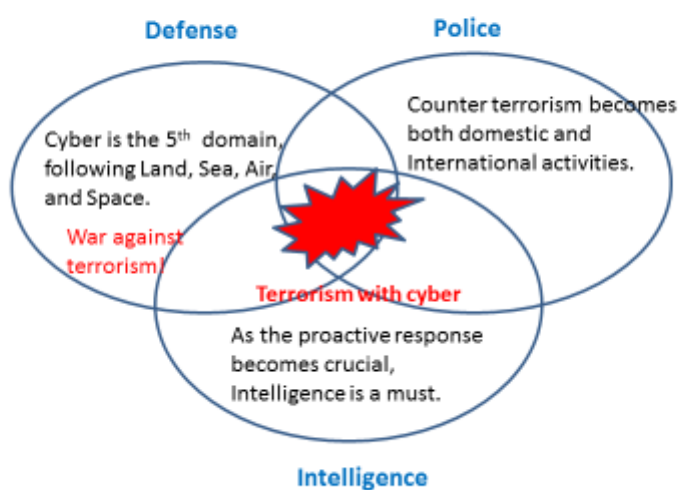 Defense
Police
Cyber is the 5th domain,
following Land, Sea, Air,
and Space.
War against
terrorism!
Counter terrorism becomes
both domestic and
International activities.
Terrorism with cyber
As the proactive response
becomes crucial,
Intelligence is a must.
Intelligence